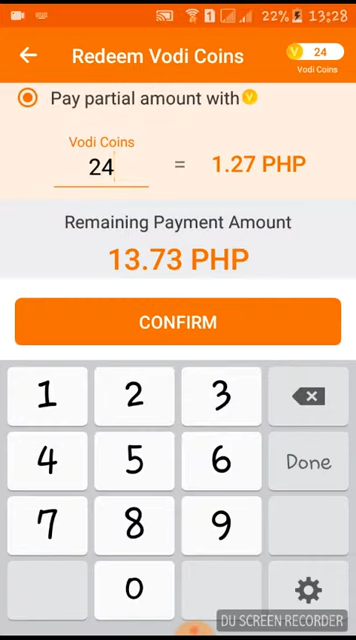 1 22% 13:28
Redeem Vodi Coins
V 24
Vodi Coins
Pay partial amount with V
Vodi Coins
24 = 1.27 PHP
Remaining Payment Amount
13.73 PHP
CONFIRM
1 2 3
4 5 6 Done
7 8 9
0
DU SCREEN RECORDER